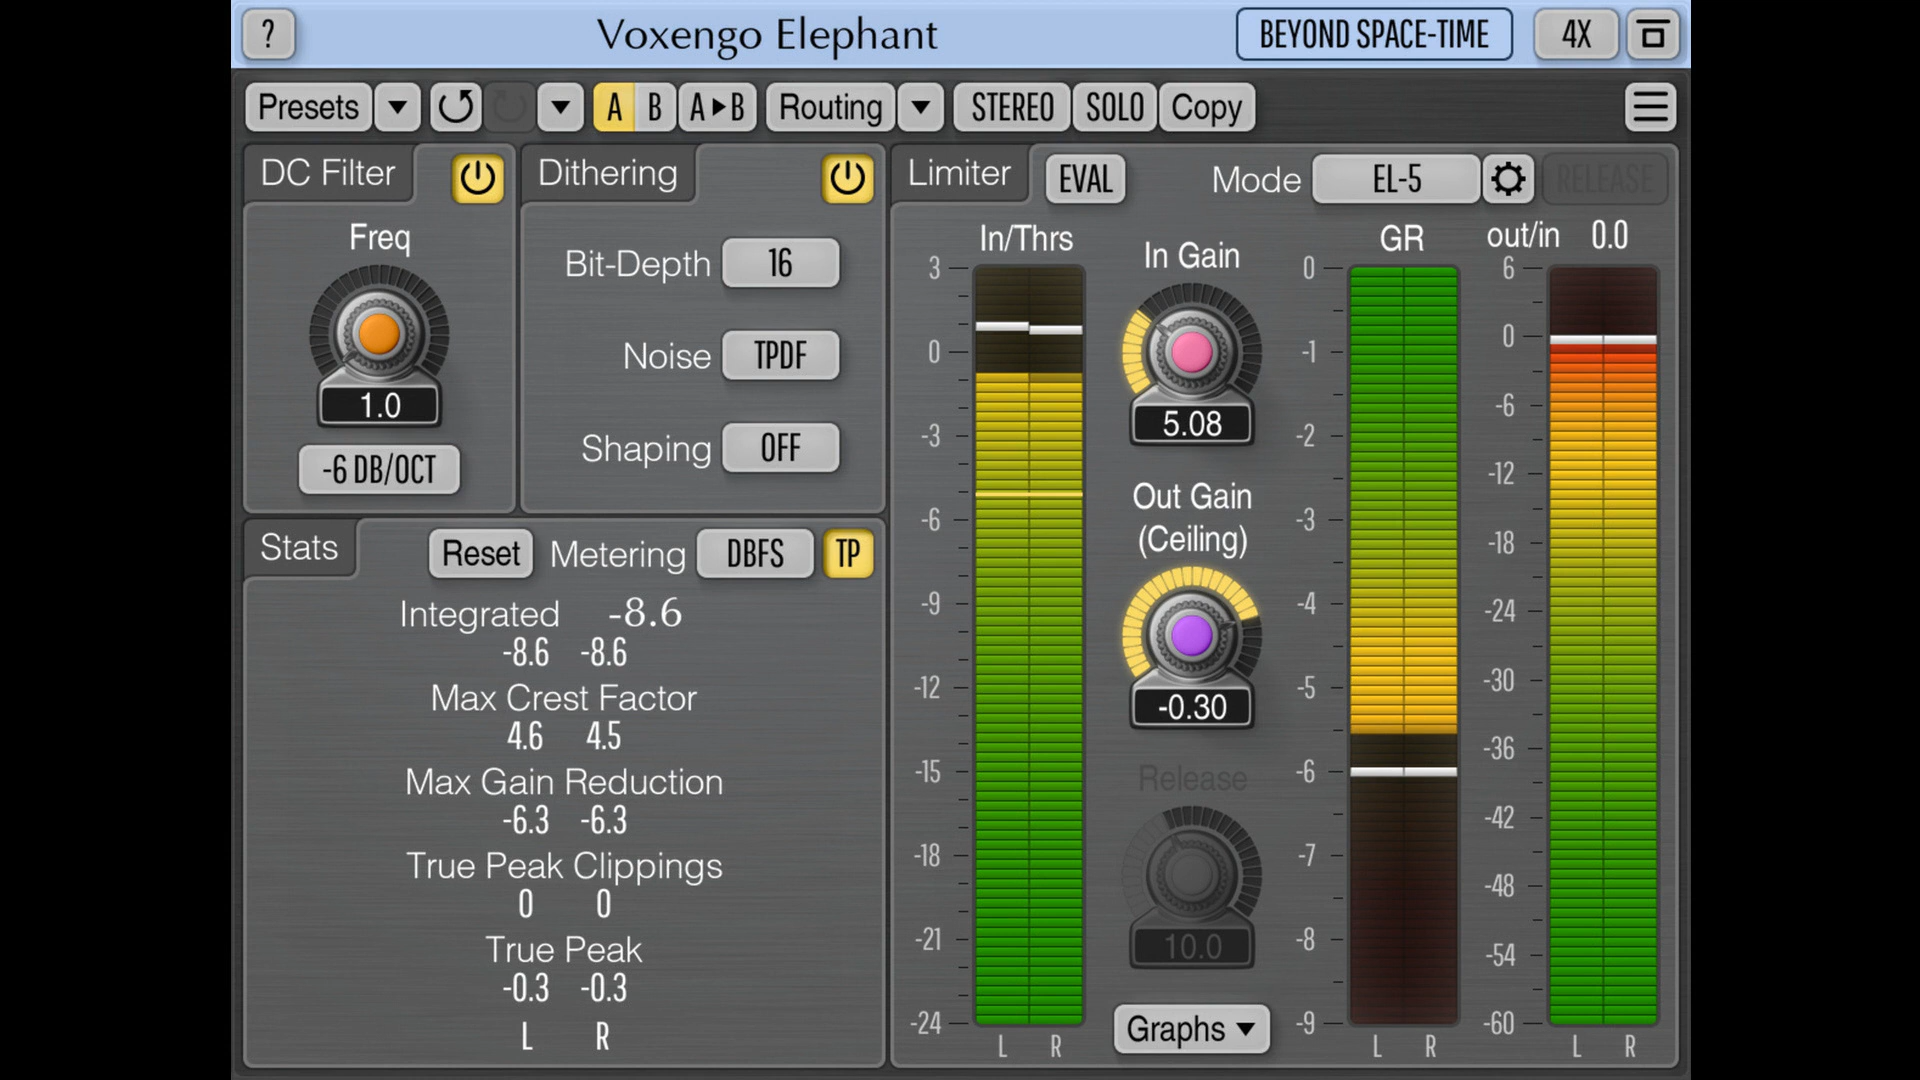 ? Voxengo Elephant BEYOND SPACE-TIME 4X
Presets A B A▸B Routing STEREO SOLO Copy
DC Filter
Freq
1.0
-6 DB/OCT
Dithering
Bit-Depth 16
Noise TPDF
Shaping OFF
Stats Reset Metering DBFS TP
Integrated -8.6
-8.6 -8.6
Max Crest Factor
4.6 4.5
Max Gain Reduction
-6.3 -6.3
True Peak Clippings
0 0
True Peak
-0.3 -0.3
L R
Limiter EVAL Mode EL-5 RELEASE
In/Thrs
3
0
-3
-6
-9
-12
-15
-18
-21
-24
L R
In Gain
5.08
Out Gain
(Ceiling)
-0.30
Release
10.0
Graphs
GR
0
-1
-2
-3
-4
-5
-6
-7
-8
-9
L R
out/in 0.0
6
0
-6
-12
-18
-24
-30
-36
-42
-48
-54
-60
L R